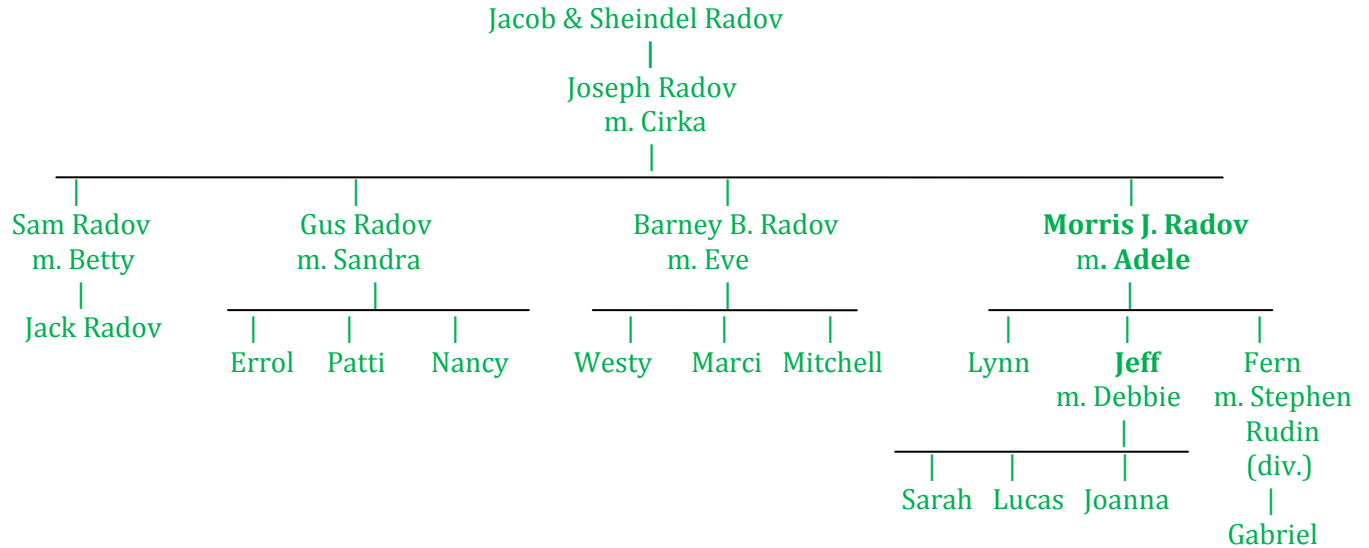 Jacob & Sheindel Radov
Joseph Radov
m. Cirka
Sam Radov
m. Betty
Jack Radov
Gus Radov
m. Sandra
Errol Patti Nancy
Barney B. Radov
m. Eve
Westy Marci Mitchell
Morris J. Radov
m. Adele
Lynn
Jeff
m. Debbie
Sarah Lucas Joanna
Fern
m. Stephen
Rudin
(div.)
Gabriel